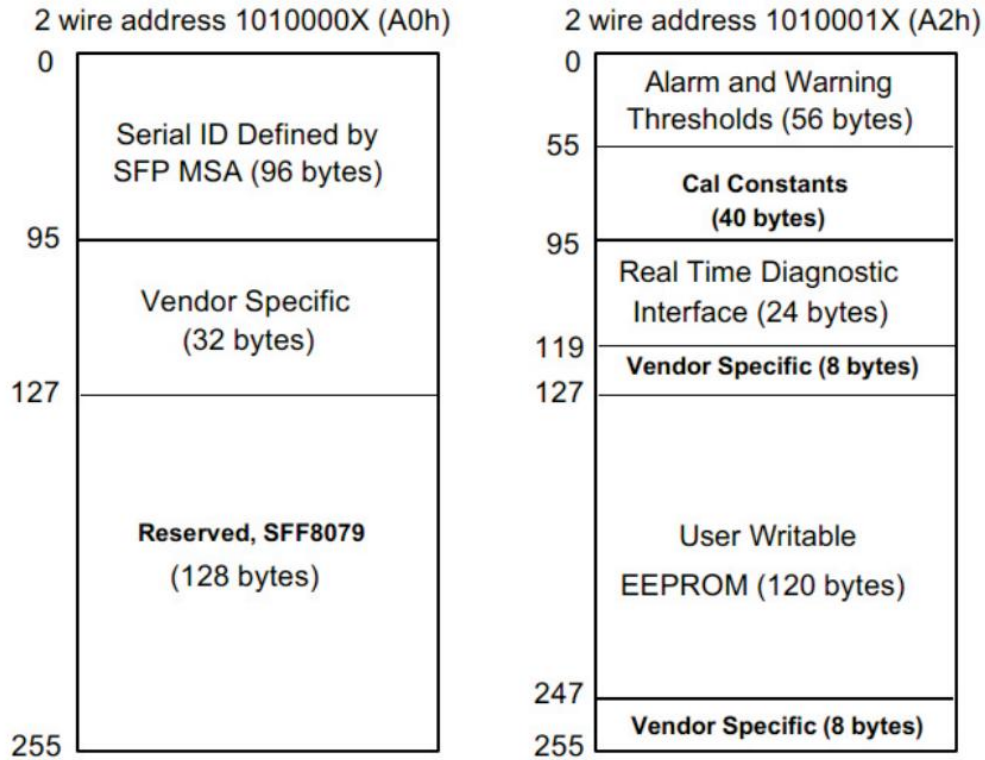 2 wire address 1010000X (A0h)
0
Serial ID Defined by
SFP MSA (96 bytes)
95
Vendor Specific
(32 bytes)
127
Reserved, SFF8079
(128 bytes)
255
2 wire address 1010001X (A2h)
0
Alarm and Warning
Thresholds (56 bytes)
55
Cal Constants
(40 bytes)
95
Real Time Diagnostic
Interface (24 bytes)
119
Vendor Specific (8 bytes)
127
User Writable
EEPROM (120 bytes)
247
Vendor Specific (8 bytes)
255